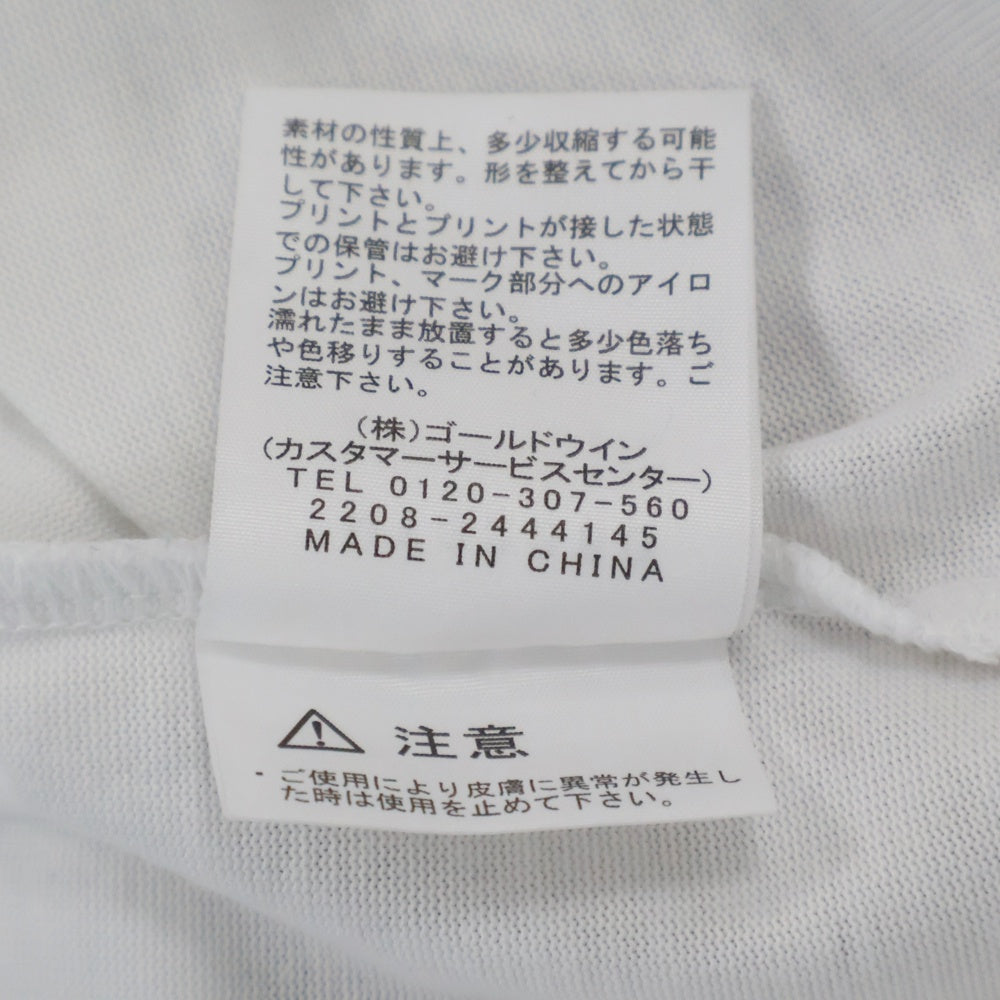 素材の性質上、多少収縮する可能
性があります。形を整えてから干
して下さい。
プリントとプリントが接した状態
での保管はお避け下さい。
プリント、マーク部分へのアイロ
ンはお避け下さい。
濡れたまま放置すると多少色落ち
や色移りすることがあります。ご
注意下さい。
(株)ゴールドウイン
(カスタマーサービスセンター)
TEL 0120-307-560
2208-2444145
MADE IN CHINA
注意
・ご使用により皮膚に異常が発生し
た時は使用を止めて下さい。